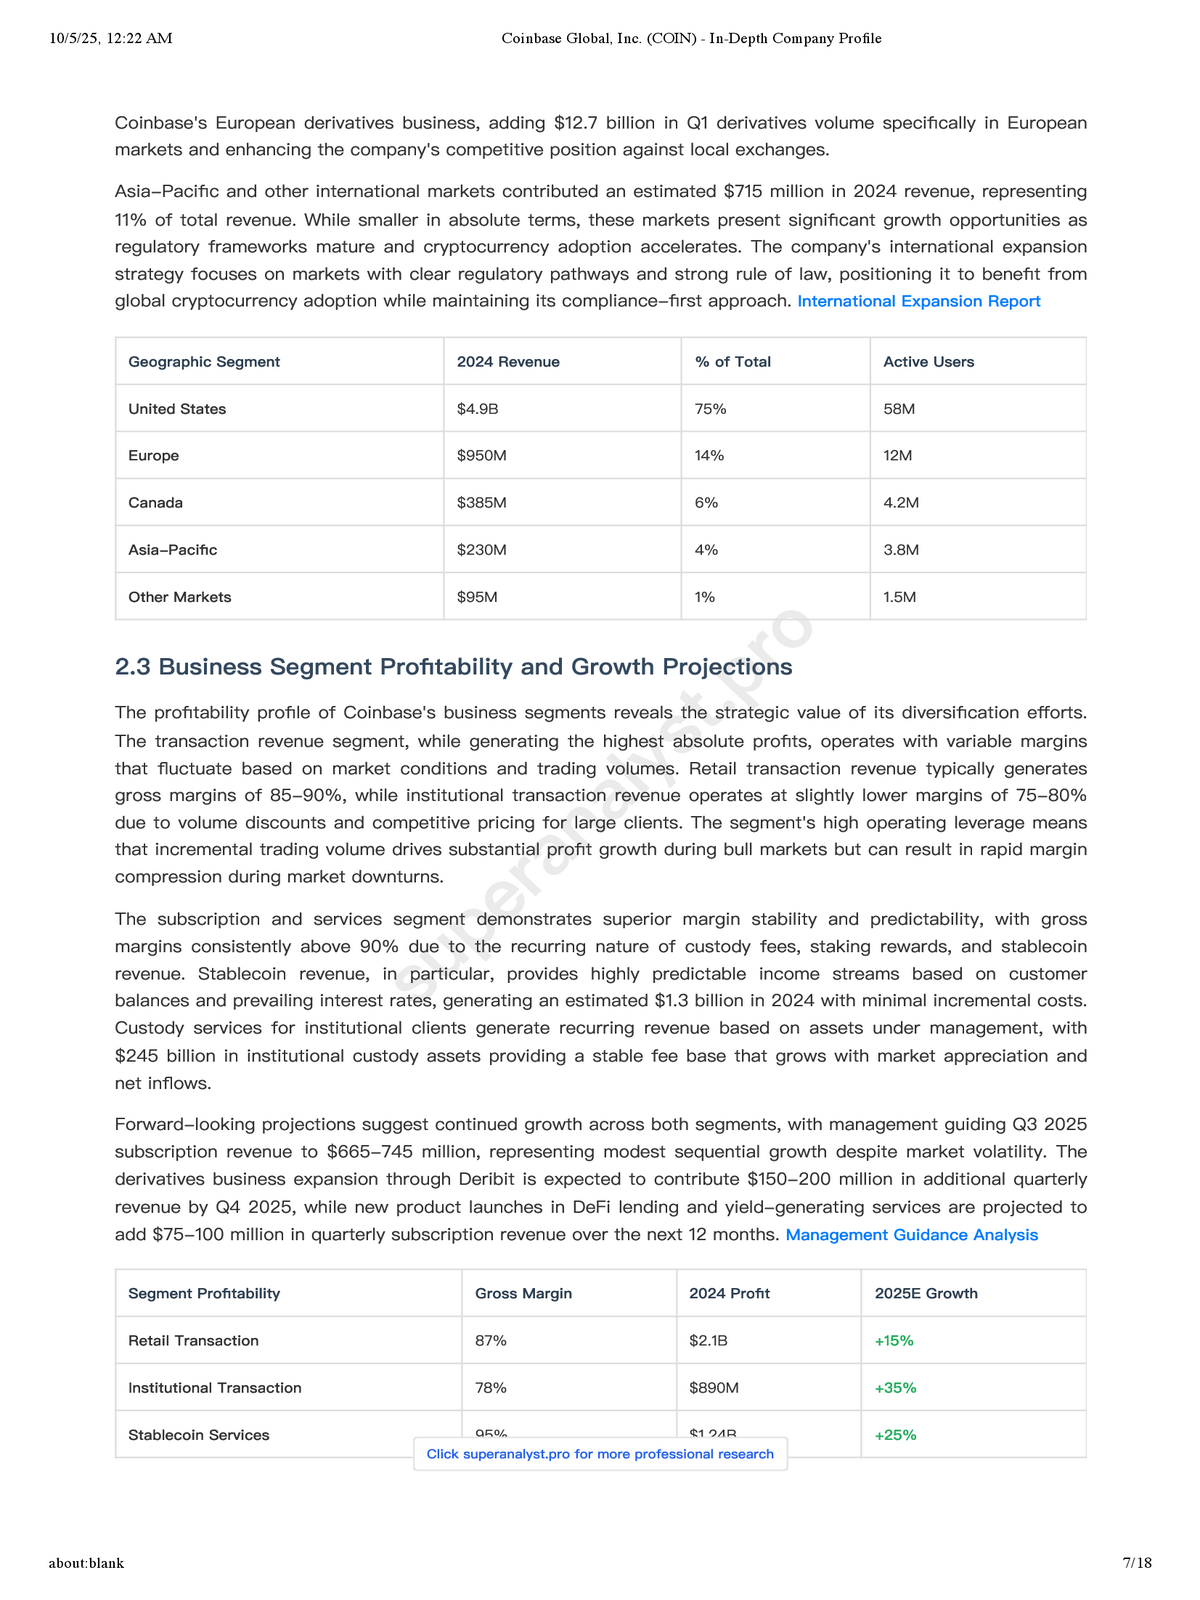 10/5/25, 12:22 AM
Coinbase Global, Inc. (COIN) - In-Depth Company Profile
Coinbase's European derivatives business, adding $12.7 billion in Q1 derivatives volume specifically in European
markets and enhancing the company's competitive position against local exchanges.
Asia–Pacific and other international markets contributed an estimated $715 million in 2024 revenue, representing
11% of total revenue. While smaller in absolute terms, these markets present significant growth opportunities as
regulatory frameworks mature and cryptocurrency adoption accelerates. The company's international expansion
strategy focuses on markets with clear regulatory pathways and strong rule of law, positioning it to benefit from
global cryptocurrency adoption while maintaining its compliance–first approach. International Expansion Report
Geographic Segment 2024 Revenue % of Total Active Users
United States $4.9B 75% 58M
Europe $950M 14% 12M
Canada $385M 6% 4.2M
Asia–Pacific $230M 4% 3.8M
Other Markets $95M 1% 1.5M
2.3 Business Segment Profitability and Growth Projections
The profitability profile of Coinbase's business segments reveals the strategic value of its diversification efforts.
The transaction revenue segment, while generating the highest absolute profits, operates with variable margins
that fluctuate based on market conditions and trading volumes. Retail transaction revenue typically generates
gross margins of 85–90%, while institutional transaction revenue operates at slightly lower margins of 75–80%
due to volume discounts and competitive pricing for large clients. The segment's high operating leverage means
that incremental trading volume drives substantial profit growth during bull markets but can result in rapid margin
compression during market downturns.
The subscription and services segment demonstrates superior margin stability and predictability, with gross
margins consistently above 90% due to the recurring nature of custody fees, staking rewards, and stablecoin
revenue. Stablecoin revenue, in particular, provides highly predictable income streams based on customer
balances and prevailing interest rates, generating an estimated $1.3 billion in 2024 with minimal incremental costs.
Custody services for institutional clients generate recurring revenue based on assets under management, with
$245 billion in institutional custody assets providing a stable fee base that grows with market appreciation and
net inflows.
Forward–looking projections suggest continued growth across both segments, with management guiding Q3 2025
subscription revenue to $665–745 million, representing modest sequential growth despite market volatility. The
derivatives business expansion through Deribit is expected to contribute $150–200 million in additional quarterly
revenue by Q4 2025, while new product launches in DeFi lending and yield–generating services are projected to
add $75–100 million in quarterly subscription revenue over the next 12 months. Management Guidance Analysis
Segment Profitability Gross Margin 2024 Profit 2025E Growth
Retail Transaction 87% $2.1B +15%
Institutional Transaction 78% $890M +35%
Stablecoin Services 95% $1.24B +25%
Click superanalyst.pro for more professional research
superanalyst.pro
about:blank
7/18